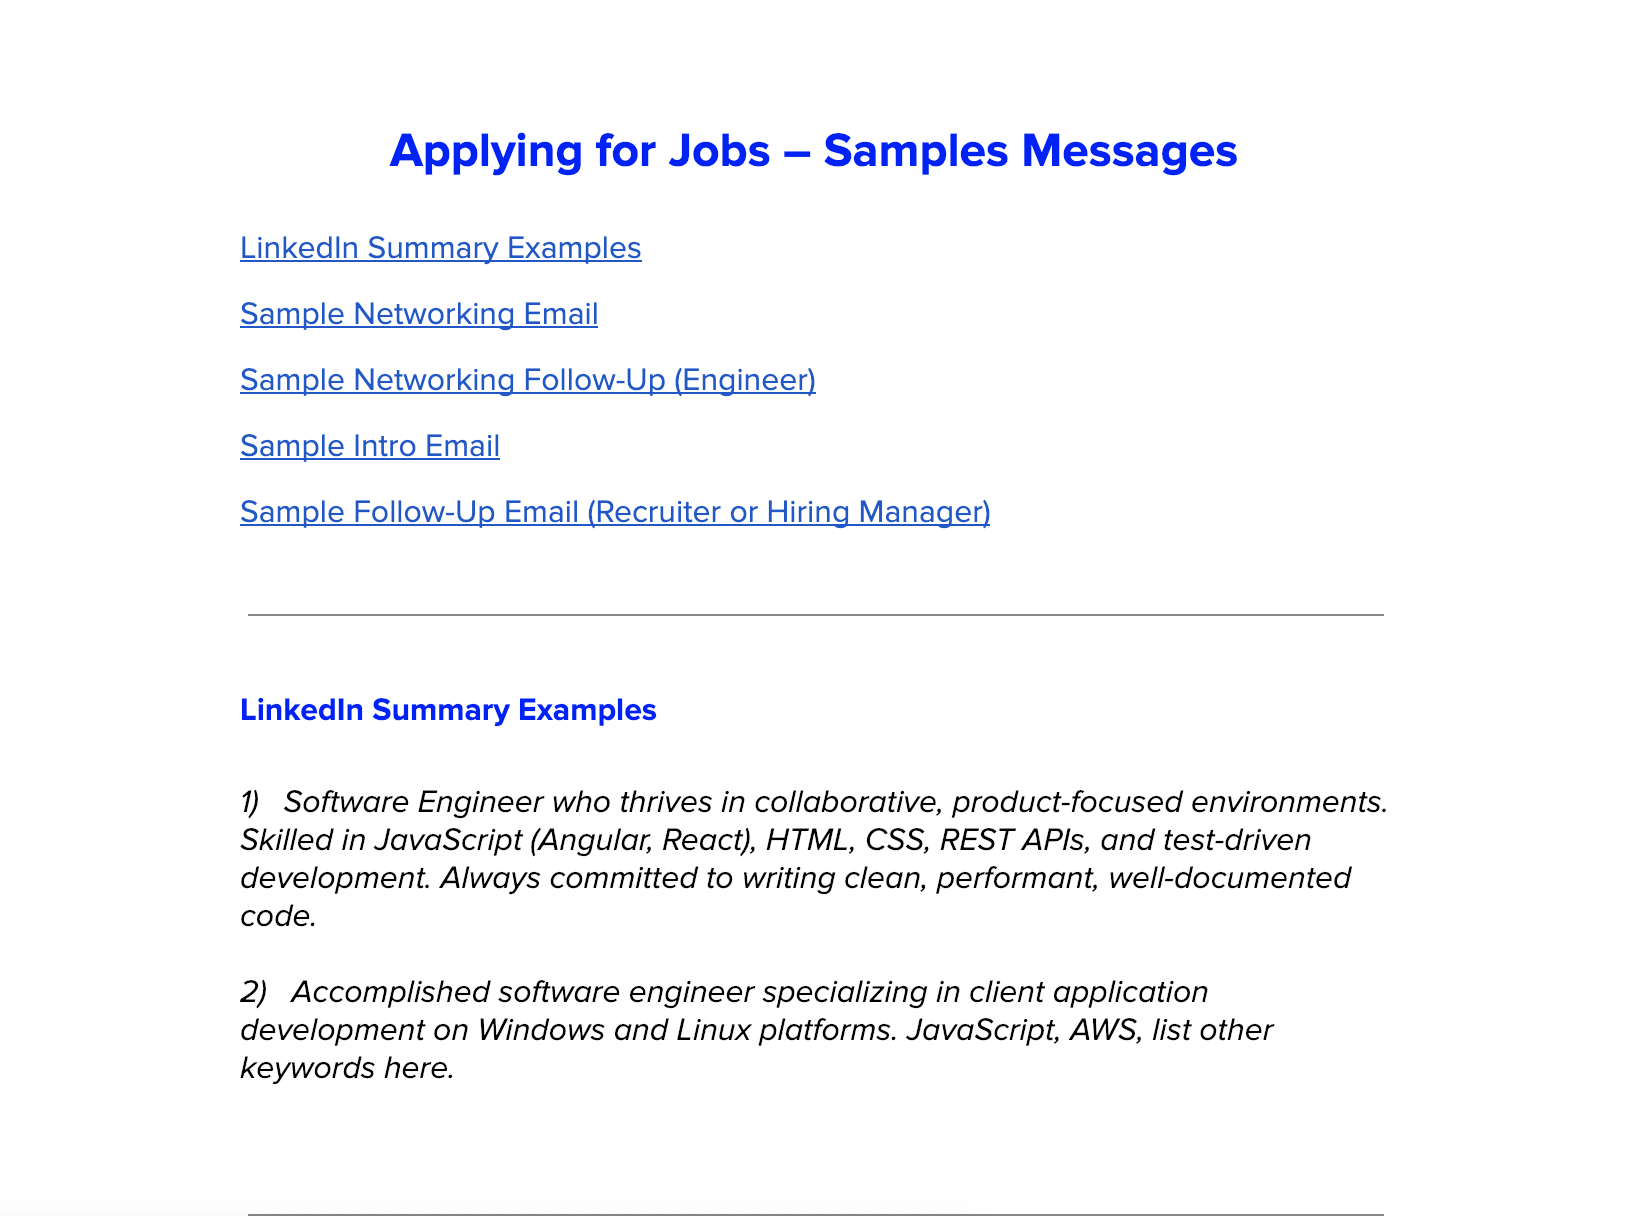 Applying for Jobs – Samples Messages
LinkedIn Summary Examples
Sample Networking Email
Sample Networking Follow-Up (Engineer)
Sample Intro Email
Sample Follow-Up Email (Recruiter or Hiring Manager)
LinkedIn Summary Examples
1) Software Engineer who thrives in collaborative, product-focused environments.
Skilled in JavaScript (Angular, React), HTML, CSS, REST APIs, and test-driven
development. Always committed to writing clean, performant, well-documented
code.
2) Accomplished software engineer specializing in client application
development on Windows and Linux platforms. JavaScript, AWS, list other
keywords here.